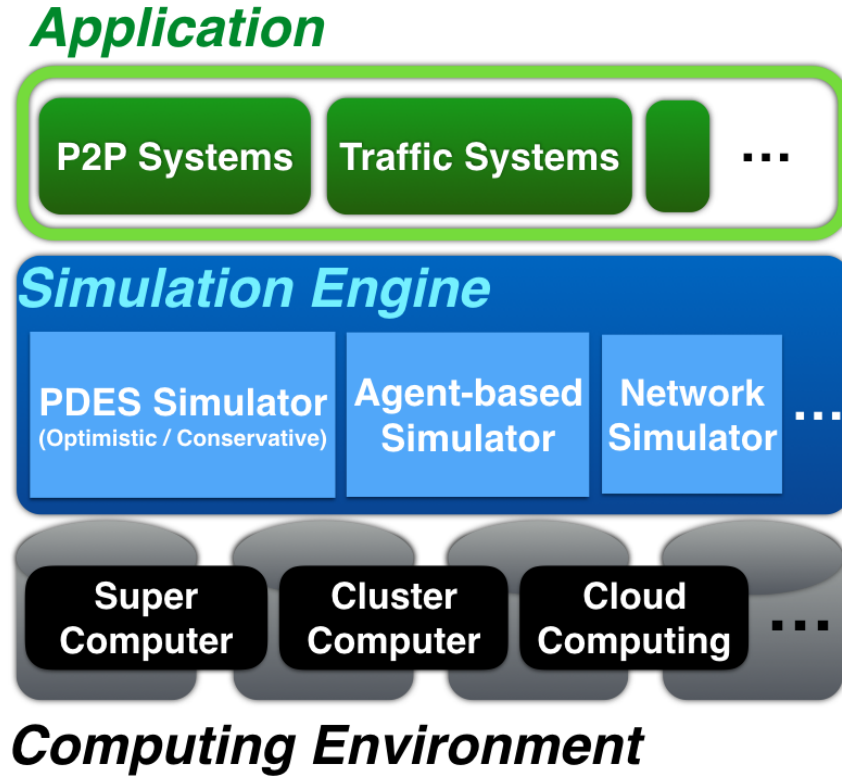 Application
P2P Systems
Traffic Systems
...
Simulation Engine
PDES Simulator
(Optimistic / Conservative)
Agent-based
Simulator
Network
Simulator
...
Super
Computer
Cluster
Computer
Cloud
Computing
...
Computing Environment